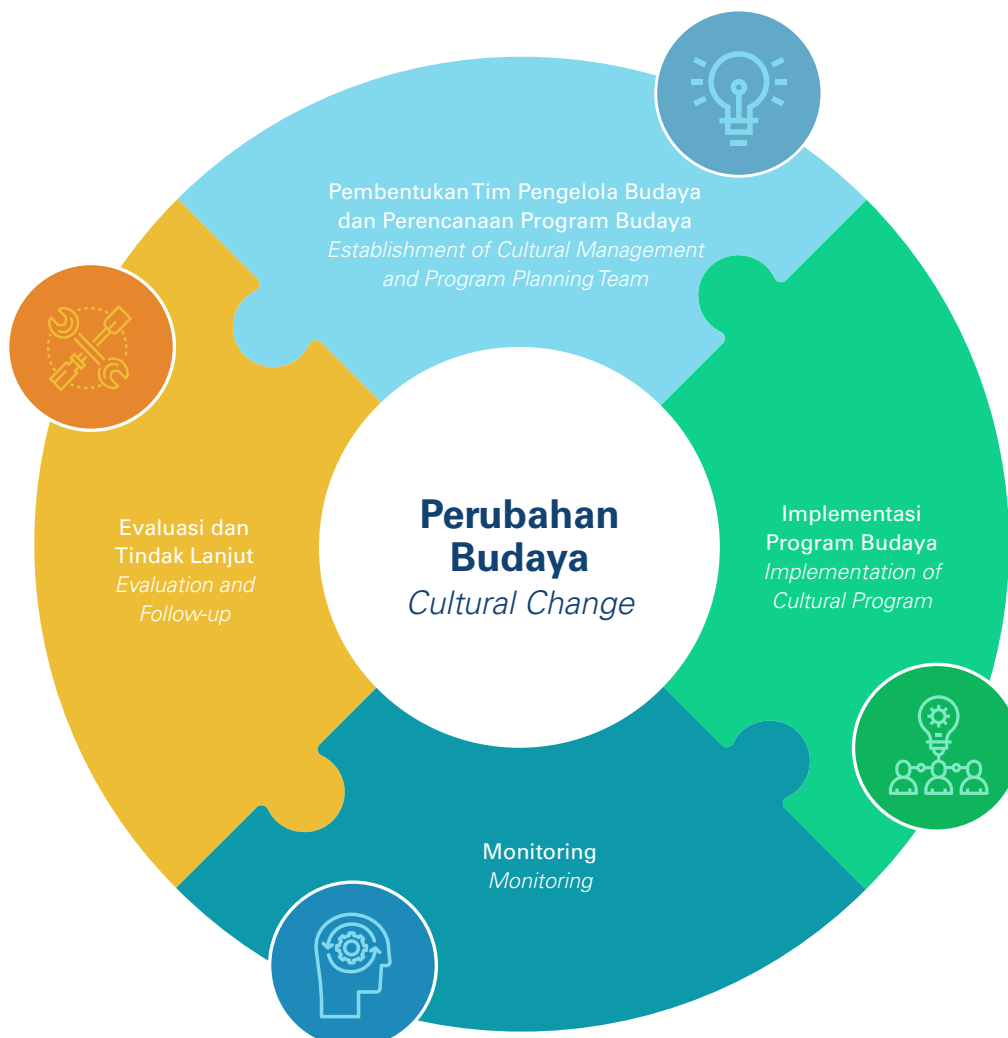 Pembentukan Tim Pengelola Budaya
dan Perencanaan Program Budaya
Establishment of Cultural Management
and Program Planning Team
Implementasi
Program Budaya
Implementation of
Cultural Program
Monitoring
Monitoring
Evaluasi dan
Tindak Lanjut
Evaluation and
Follow-up
Perubahan
Budaya
Cultural Change